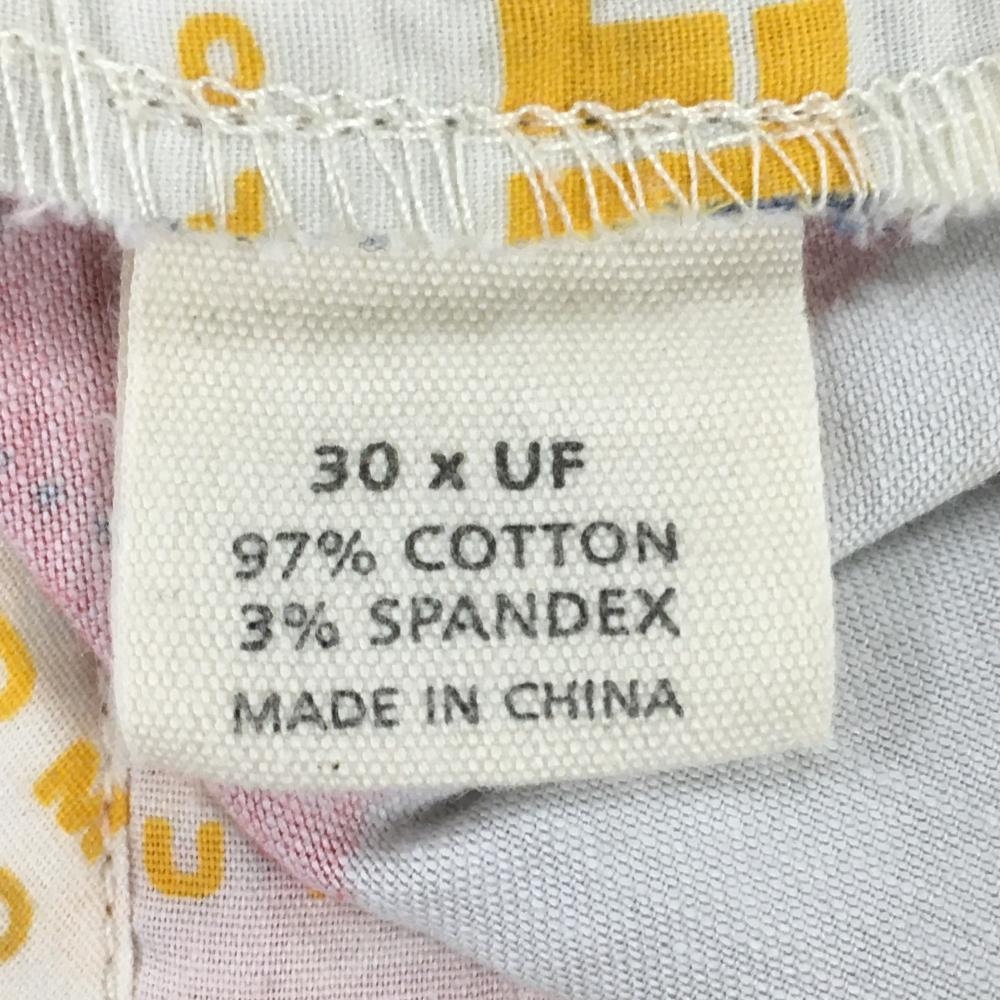 30 x UF
97% COTTON
3% SPANDEX
MADE IN CHINA